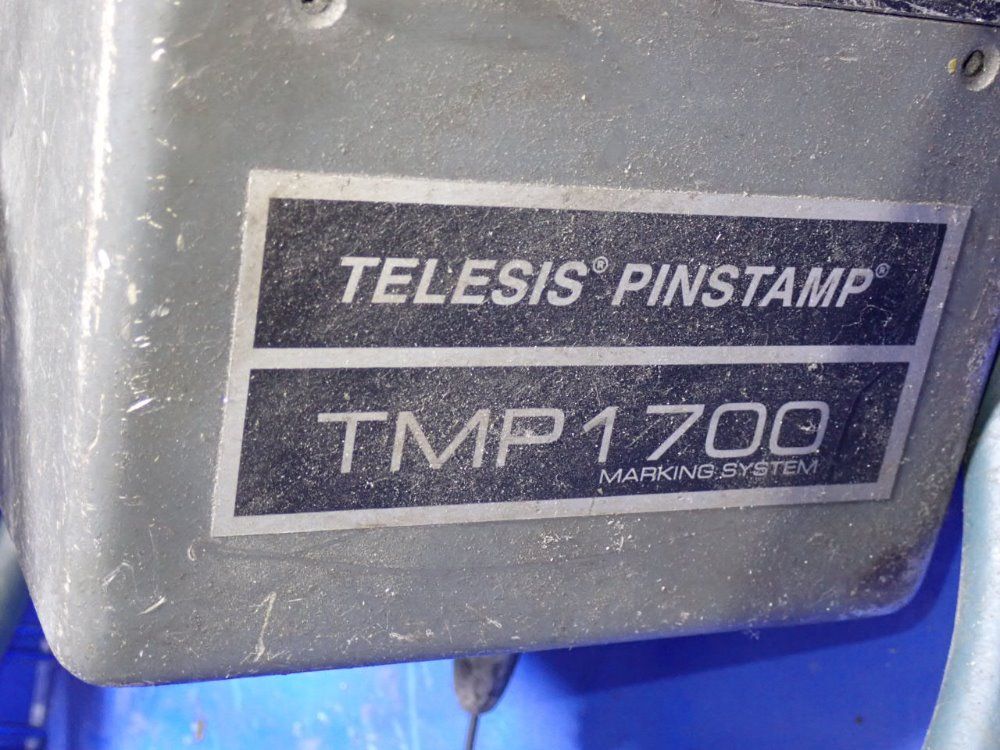 TELESIS® PINSTAMP®
TMP1700
MARKING SYSTEM